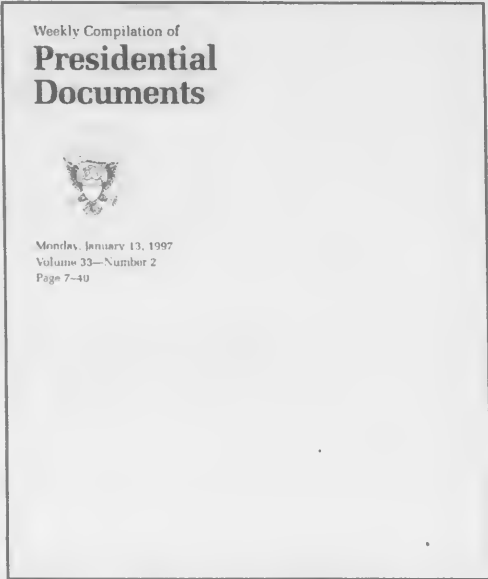 Weekly Compilation of
Presidential
Documents
Monday, January 13, 1997
Volume 33—Number 2
Page 7–40